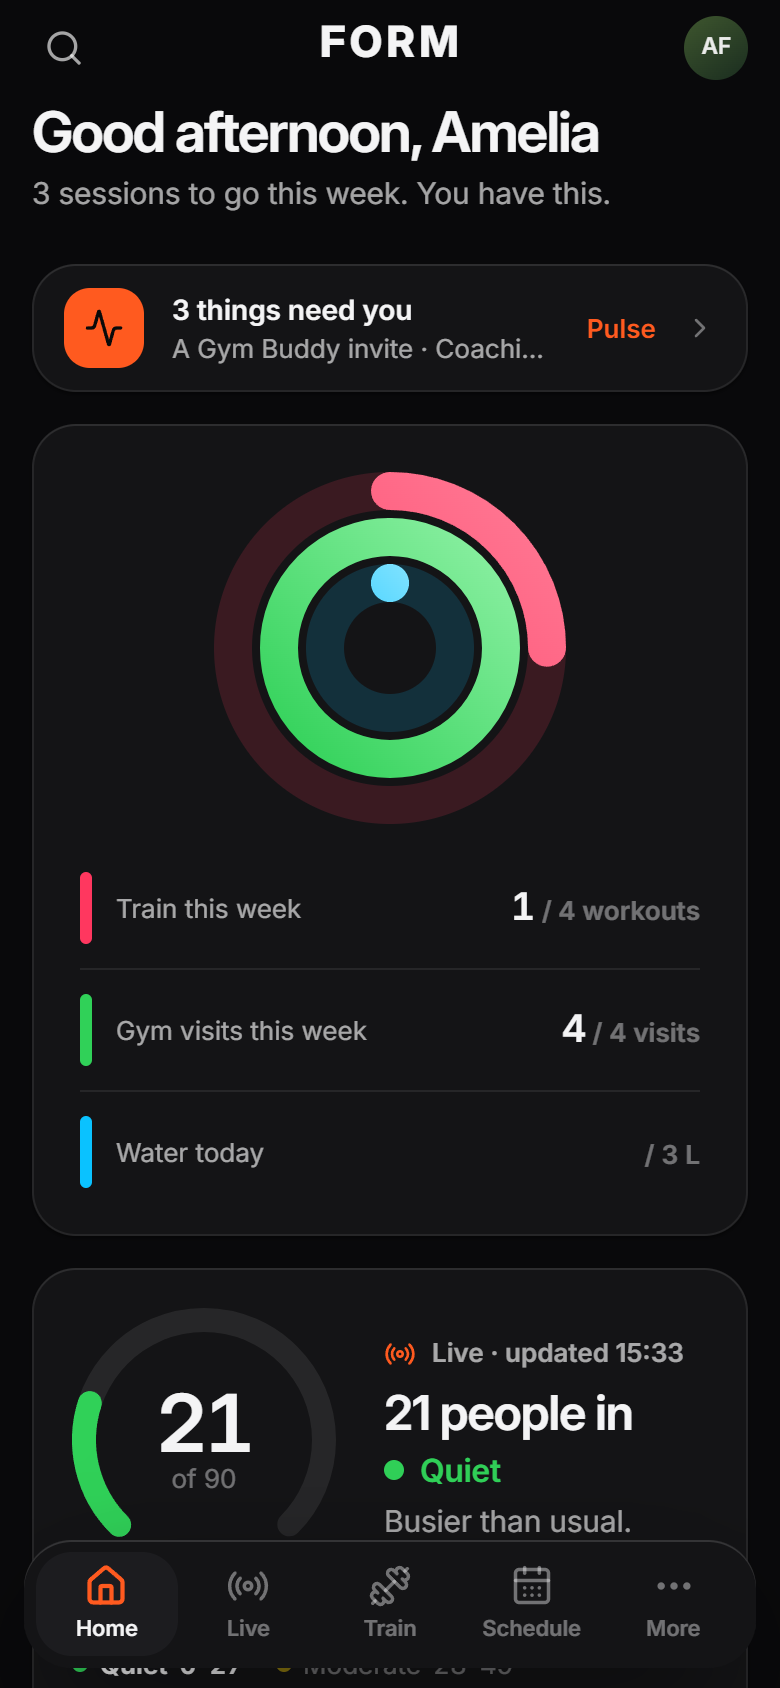 FORM
AF
Good afternoon, Amelia
3 sessions to go this week. You have this.
3 things need you
A Gym Buddy invite · Coachi...
Pulse
Train this week
1 / 4 workouts
Gym visits this week
4 / 4 visits
Water today
/ 3 L
21
of 90
Live · updated 15:33
21 people in
Quiet
Busier than usual.
Home
Live
Train
Schedule
More